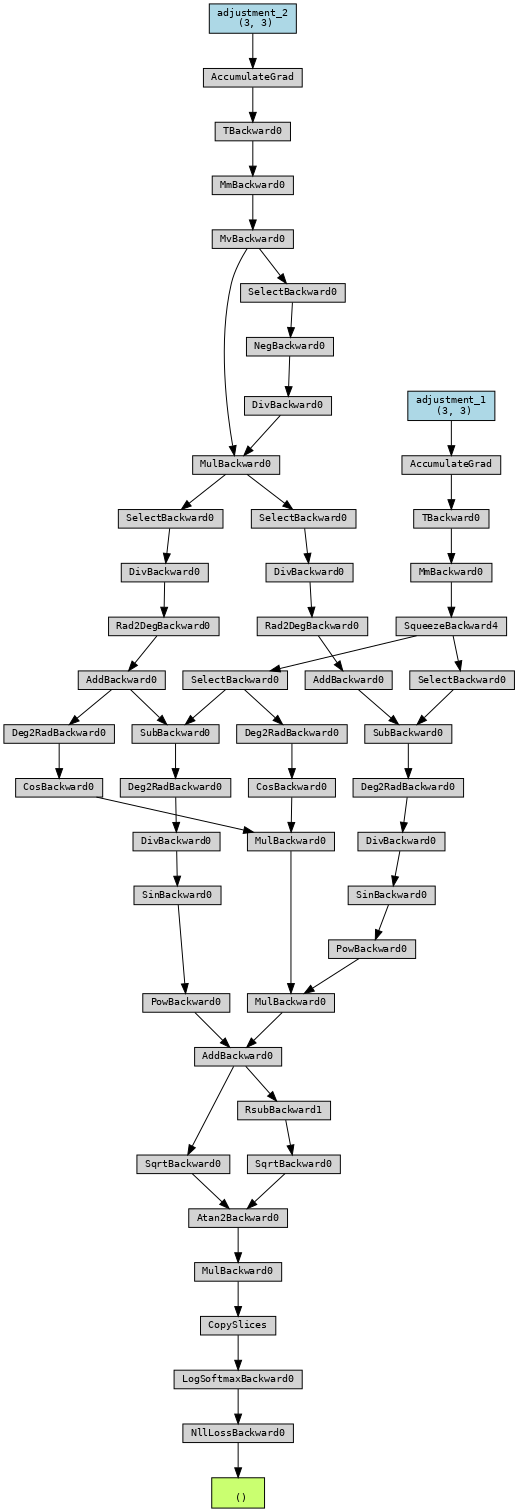 adjustment_2
(3, 3)
AccumulateGrad
TBackward0
MmBackward0
MvBackward0
SelectBackward0
NegBackward0
adjustment_1
(3, 3)
DivBackward0
MulBackward0
AccumulateGrad
SelectBackward0
SelectBackward0
TBackward0
DivBackward0
DivBackward0
MmBackward0
Rad2DegBackward0
Rad2DegBackward0
SqueezeBackward4
AddBackward0
SelectBackward0
AddBackward0
SelectBackward0
Deg2RadBackward0
SubBackward0
Deg2RadBackward0
SubBackward0
CosBackward0
Deg2RadBackward0
CosBackward0
Deg2RadBackward0
DivBackward0
MulBackward0
DivBackward0
SinBackward0
SinBackward0
PowBackward0
PowBackward0
MulBackward0
AddBackward0
RsubBackward1
SqrtBackward0
SqrtBackward0
Atan2Backward0
MulBackward0
CopySlices
LogSoftmaxBackward0
NllLossBackward0
()